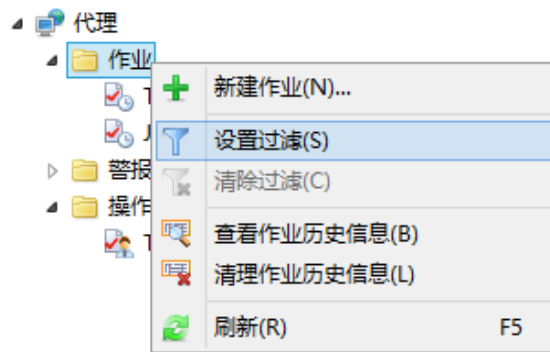 代理
作业
新建作业(N)...
设置过滤(S)
清除过滤(C)
警报
操作
查看作业历史信息(B)
清理作业历史信息(L)
刷新(R) F5